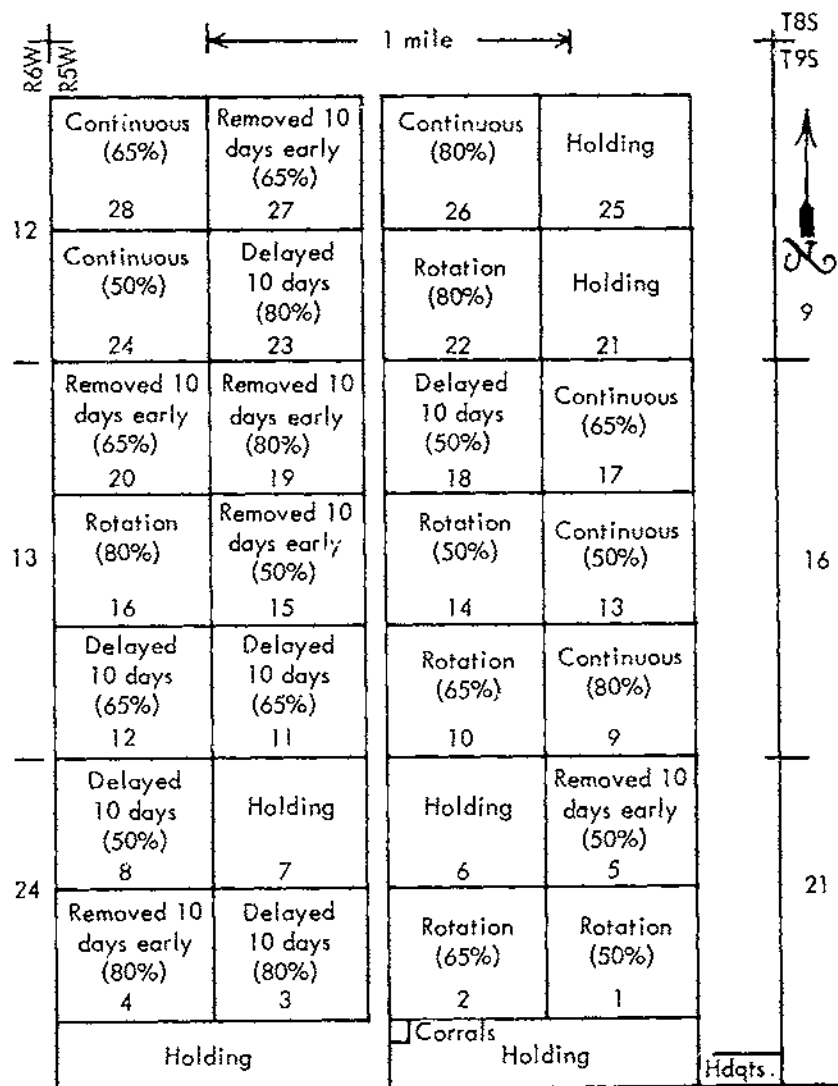 R6W
R5W
1 mile
T8S
T9S
Continuous
(65%)
28
Removed 10
days early
(65%)
27
Continuous
(80%)
26
Holding
25
12
Continuous
(50%)
24
Delayed
10 days
(80%)
23
Rotation
(80%)
22
Holding
21
9
Removed 10
days early
(65%)
20
Removed 10
days early
(80%)
19
Delayed
10 days
(50%)
18
Continuous
(65%)
17
13
Rotation
(80%)
16
Removed 10
days early
(50%)
15
Rotation
(50%)
14
Continuous
(50%)
13
16
Delayed
10 days
(65%)
12
Delayed
10 days
(65%)
11
Rotation
(65%)
10
Continuous
(80%)
9
Delayed
10 days
(50%)
8
Holding
7
Holding
6
Removed 10
days early
(50%)
5
24
21
Removed 10
days early
(80%)
4
Delayed
10 days
(80%)
3
Rotation
(65%)
2
Rotation
(50%)
1
Corrals
Holding
Holding
Hdqts.